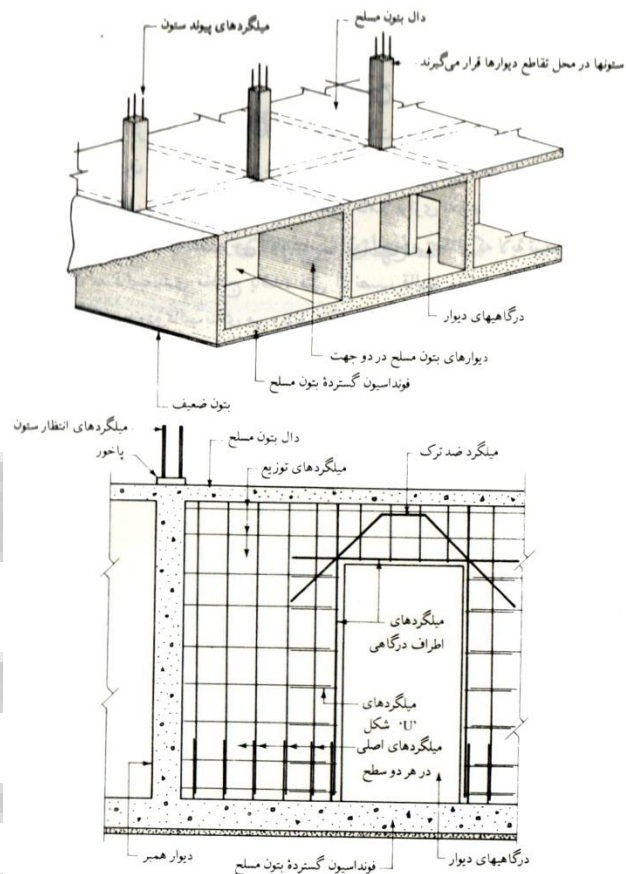 دال بتون مسلح
میلگردهای پیوند ستون
ستونها در محل تقاطع دیوارها قرار می‌گیرند
درگاهیهای دیوار
دیوارهای بتون مسلح در دو جهت
فونداسیون گستردهٔ بتون مسلح
بتون ضعیف
میلگردهای انتظار ستون
پاخور
دال بتون مسلح
میلگردهای توزیع
میلگرد ضد ترک
میلگردهای
اطراف درگاهی
میلگردهای
'U' شکل
میلگردهای اصلی
در هر دو سطح
دیوار همبر
فونداسیون گستردهٔ بتون مسلح
درگاهیهای دیوار